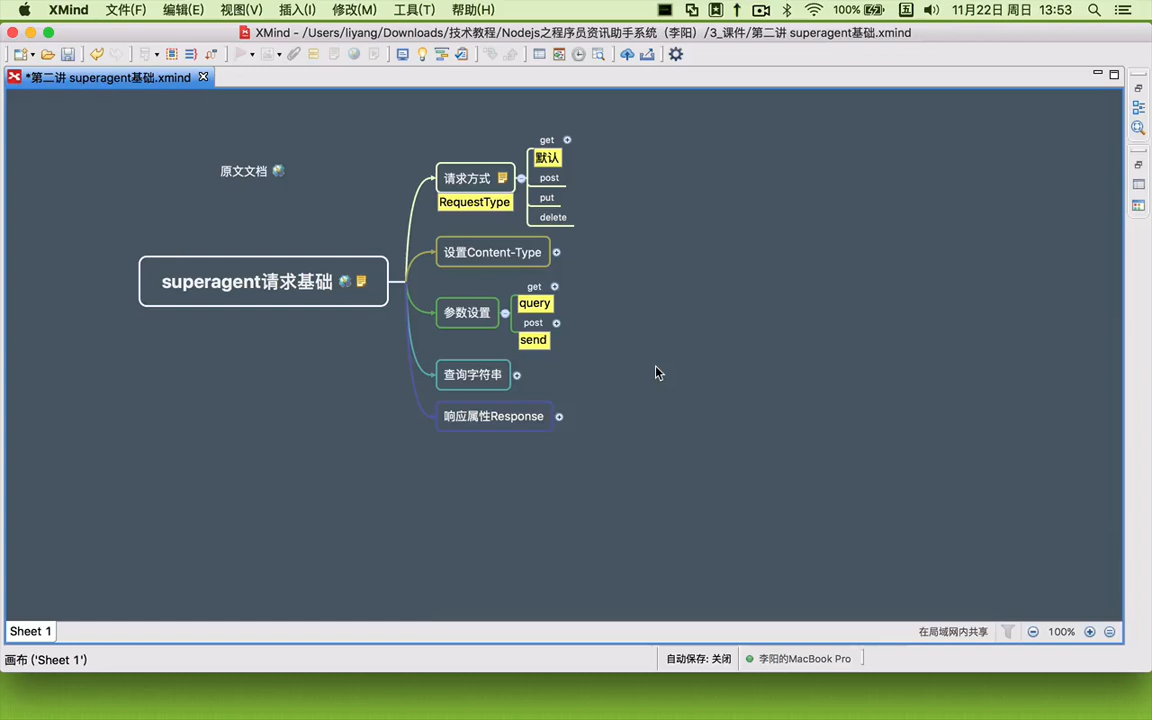 XMind 文件(F) 编辑(E) 视图(V) 插入(I) 修改(M) 工具(T) 帮助(H) 100% 五 11月22日 周日 13:53
XMind - /Users/liyang/Downloads/技术教程/Nodejs之程序员资讯助手系统（李阳）/3_课件/第二讲 superagent基础.xmind
*第二讲 superagent基础.xmind
原文文档
superagent请求基础
请求方式
RequestType
get
默认
post
put
delete
设置Content-Type
参数设置
get
query
post
send
查询字符串
响应属性Response
Sheet 1
在局域网内共享 100%
画布 ('Sheet 1') 自动保存: 关闭 李阳的MacBook Pro